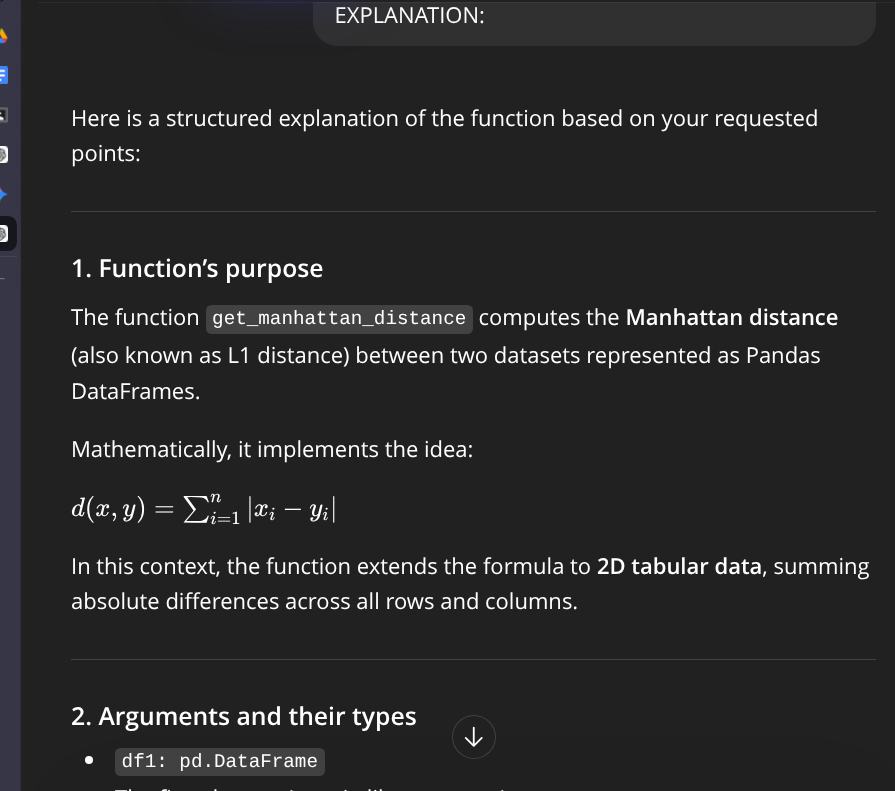 EXPLANATION:
Here is a structured explanation of the function based on your requested
points:
1. Function’s purpose
The function get_manhattan_distance computes the Manhattan distance
(also known as L1 distance) between two datasets represented as Pandas
DataFrames.
Mathematically, it implements the idea:
d(x, y) = ∑ⁿᵢ₌₁ |xᵢ − yᵢ|
In this context, the function extends the formula to 2D tabular data, summing
absolute differences across all rows and columns.
2. Arguments and their types
• df1: pd.DataFrame